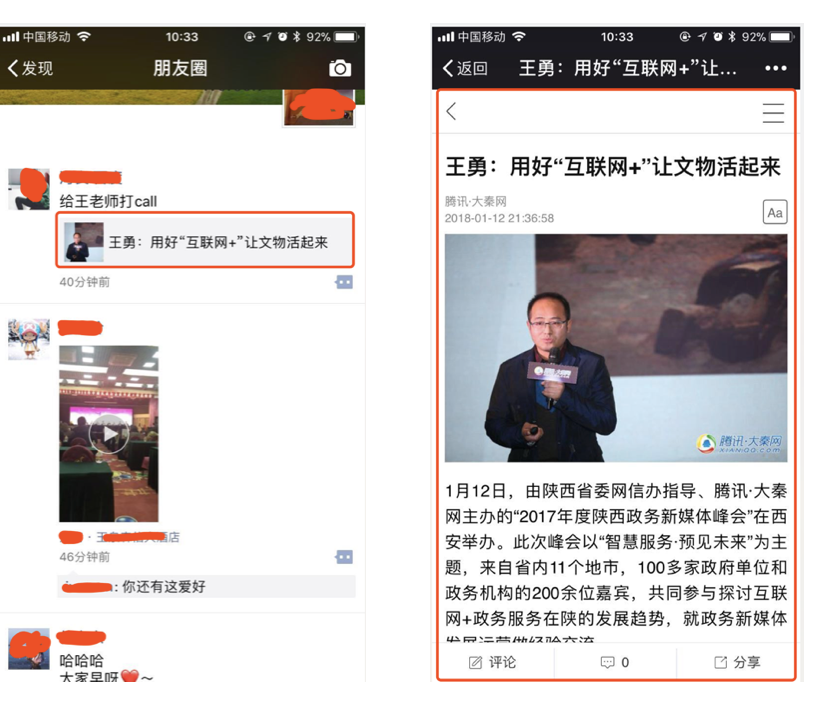 中国移动
10:33
92%
发现
朋友圈
给王老师打call
王勇：用好“互联网+”让文物活起来
40分钟前
46分钟前
: 你还有这爱好
哈哈哈
大家早呀❤~
中国移动
10:33
92%
返回
王勇：用好“互联网+”让...
王勇：用好“互联网+”让文物活起来
腾讯·大秦网
2018-01-12 21:36:58
Aa
腾讯·大秦网
XIANQQ.com
1月12日，由陕西省委网信办指导、腾讯·大秦
网主办的“2017年度陕西政务新媒体峰会”在西
安举办。此次峰会以“智慧服务·预见未来”为主
题，来自省内11个地市，100多家政府单位和
政务机构的200余位嘉宾，共同参与探讨互联
网+政务服务在陕的发展趋势，就政务新媒体
发展运营做经验交流
评论
0
分享